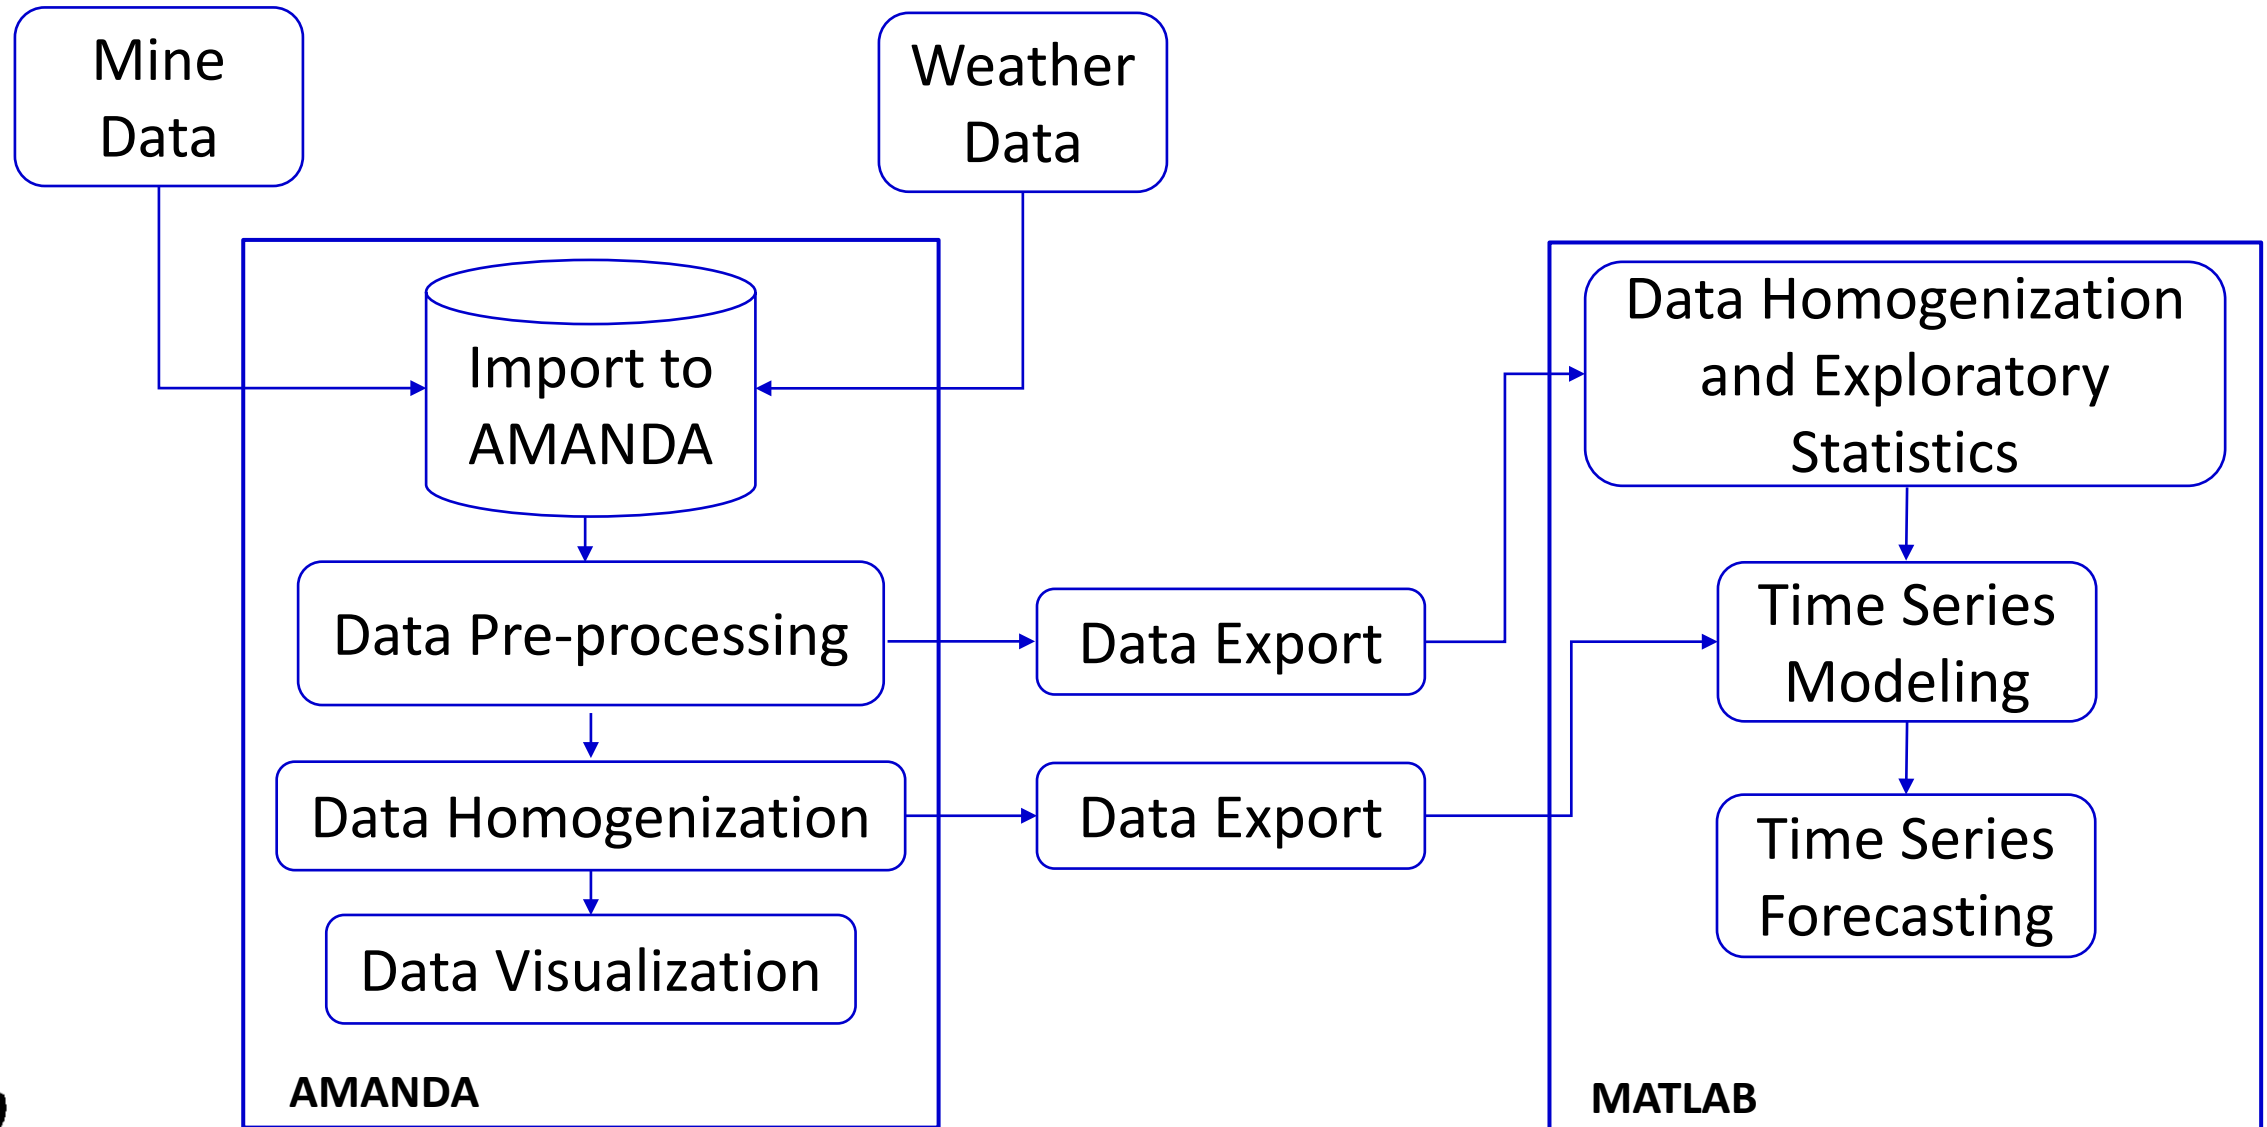 Mine
Data
Weather
Data
Import to
AMANDA
Data Pre-processing
Data Homogenization
Data Visualization
AMANDA
Data Export
Data Export
Data Homogenization
and Exploratory
Statistics
Time Series
Modeling
Time Series
Forecasting
MATLAB